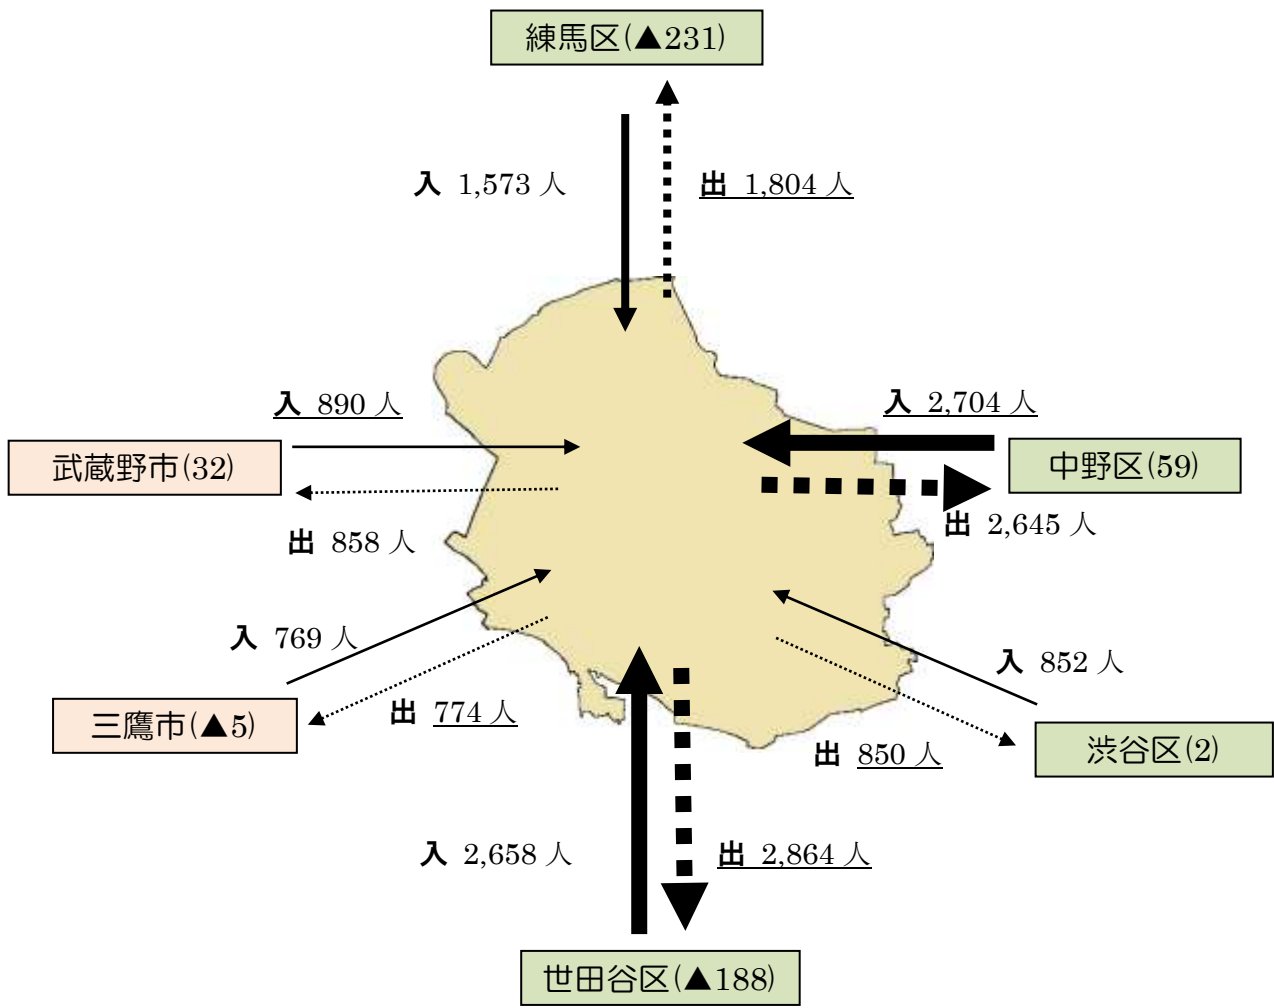 練馬区(▲231)
入 1,573 人
出 1,804 人
入 890 人
入 2,704 人
武蔵野市(32)
中野区(59)
出 858 人
出 2,645 人
入 769 人
入 852 人
三鷹市(▲5)
出 774 人
出 850 人
渋谷区(2)
入 2,658 人
出 2,864 人
世田谷区(▲188)